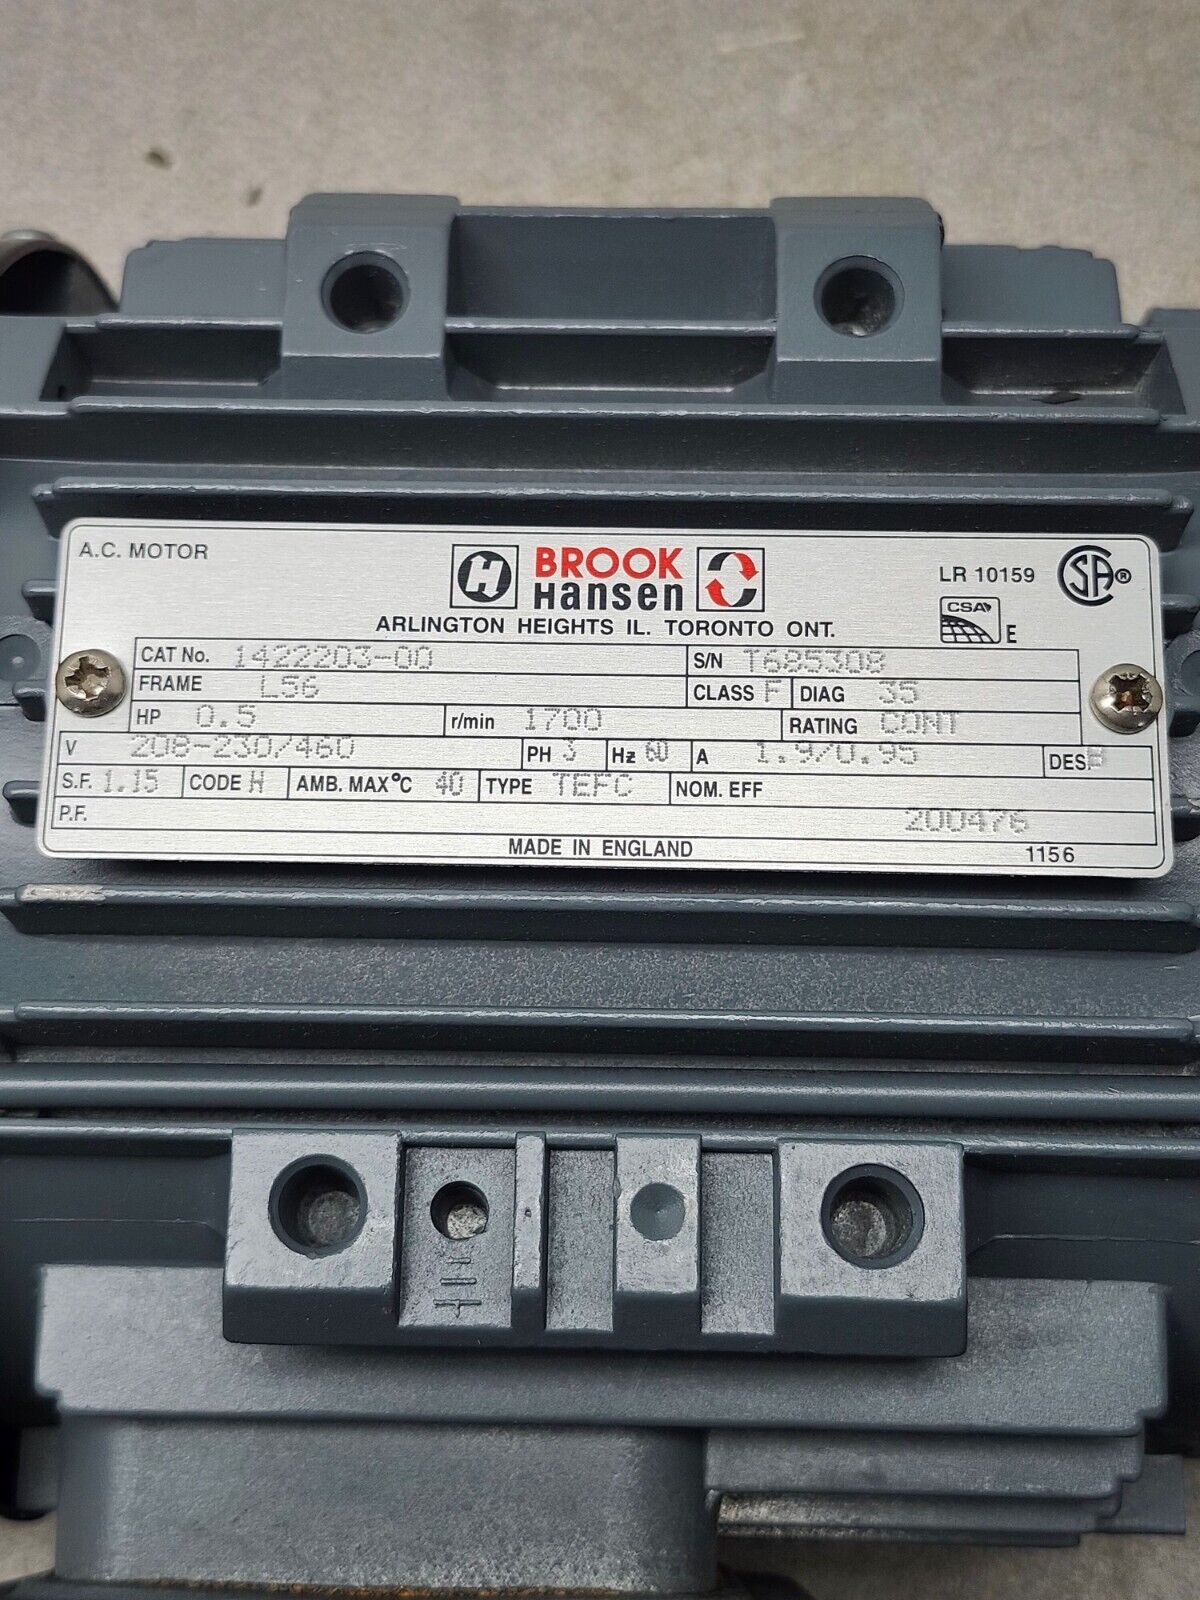 A.C. MOTOR
H BROOK
Hansen
LR 10159 CSA®
CSA E
ARLINGTON HEIGHTS IL. TORONTO ONT.
CAT No. 1422203-00 S/N T685308
FRAME L56 CLASS F DIAG 35
HP 0.5 r/min 1700 RATING CONT
V 208-230/460 PH 3 Hz 60 A 1.9/0.95 DES. B
S.F. 1.15 CODE H AMB. MAX°C 40 TYPE TEFC NOM. EFF
P.F. 200476
MADE IN ENGLAND 1156